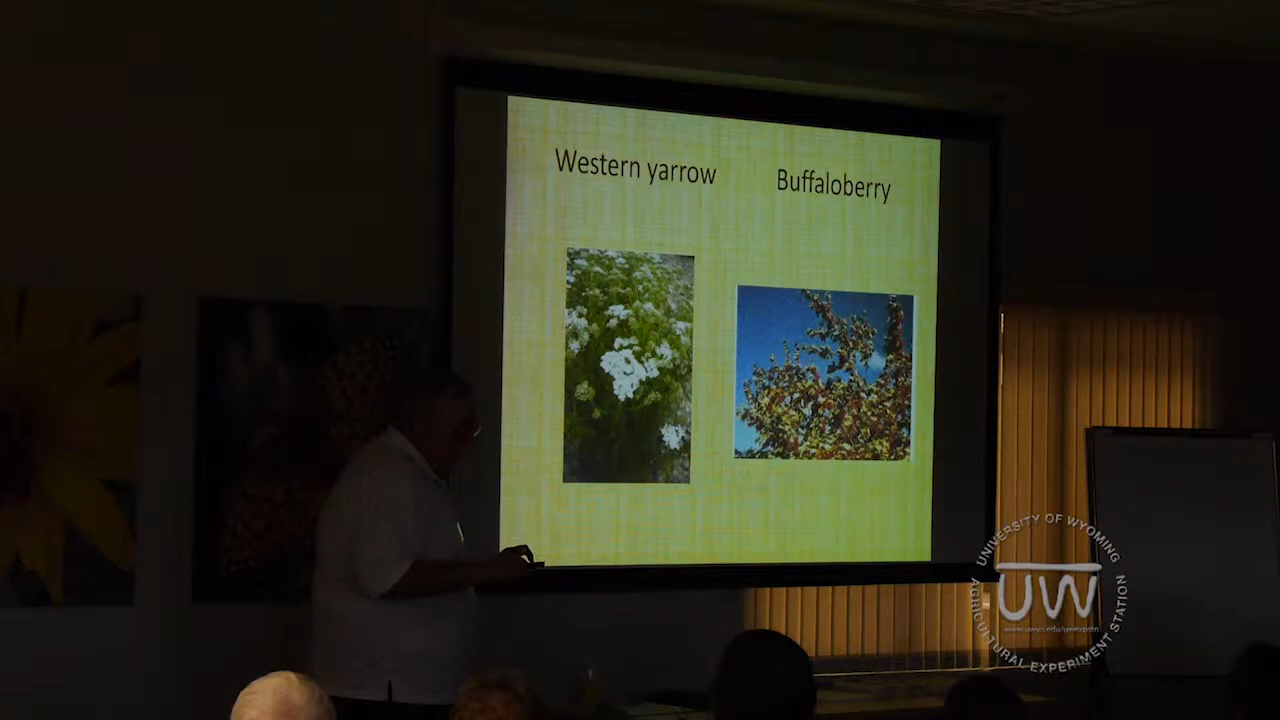 Western yarrow
Buffaloberry
UNIVERSITY OF WYOMING
UW
AGRICULTURAL EXPERIMENT STATION